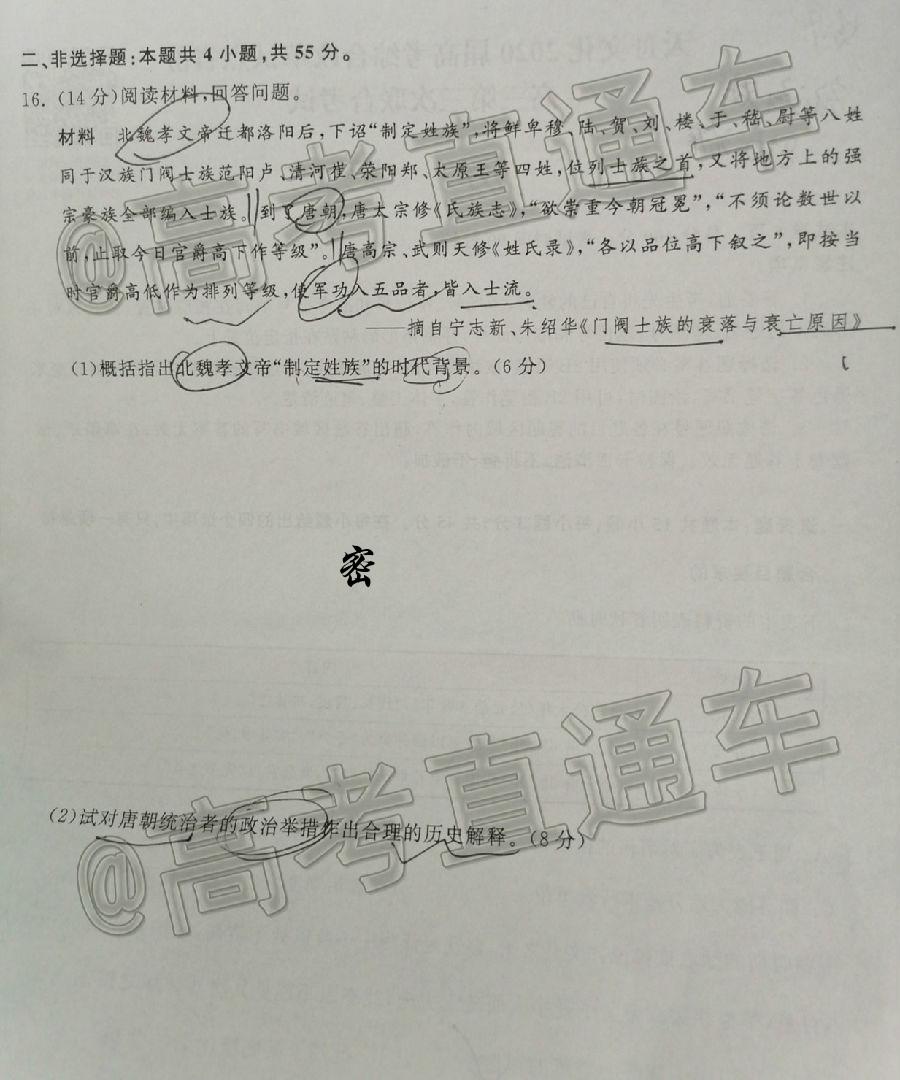 二、非选择题:本题共4小题,共55分。
16.(14分)阅读材料,回答问题。
材料 北魏孝文帝迁都洛阳后,下诏“制定姓族”,将鲜卑穆、陆、贺、刘、楼、于、嵇、尉等八姓
同于汉族门阀士族范阳卢、清河崔、荥阳郑、太原王等四姓,位列士族之首,又将地方上的强
宗豪族全部编入士族。到了唐朝,唐太宗修《氏族志》,“欲崇重今朝冠冕”,“不须论数世以
前,止取今日官爵高下作等级”。唐高宗、武则天修《姓氏录》,“各以品位高下叙之”,即按当
时官爵高低作为排列等级,使军功入五品者,皆入士流。
——摘自宁志新、朱绍华《门阀士族的衰落与衰亡原因》
(1)概括指出北魏孝文帝“制定姓族”的时代背景。(6分)
密
(2)试对唐朝统治者的政治举措作出合理的历史解释。(8分)
@高考直通车
@高考直通车